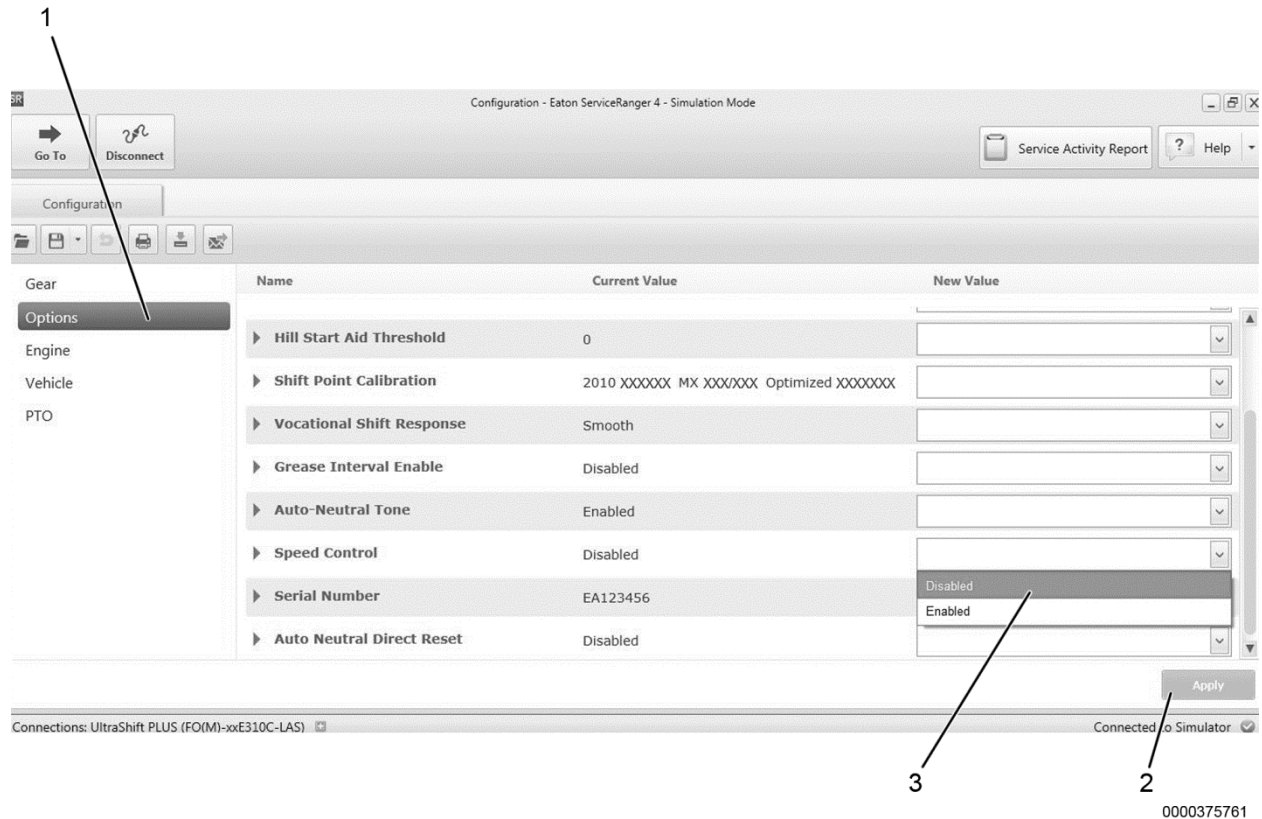 1
SR
Configuration - Eaton ServiceRanger 4 - Simulation Mode
Go To
Disconnect
Service Activity Report
? Help
Configuration
Gear
Options
Engine
Vehicle
PTO
Name Current Value New Value
Hill Start Aid Threshold 0
Shift Point Calibration 2010 XXXXXX MX XXX/XXX Optimized XXXXXXX
Vocational Shift Response Smooth
Grease Interval Enable Disabled
Auto-Neutral Tone Enabled
Speed Control Disabled
Disabled
Serial Number EA123456
Enabled
Auto Neutral Direct Reset Disabled
Apply
Connections: UltraShift PLUS (FO(M)-xxE310C-LAS) Connected to Simulator
3 2
0000375761